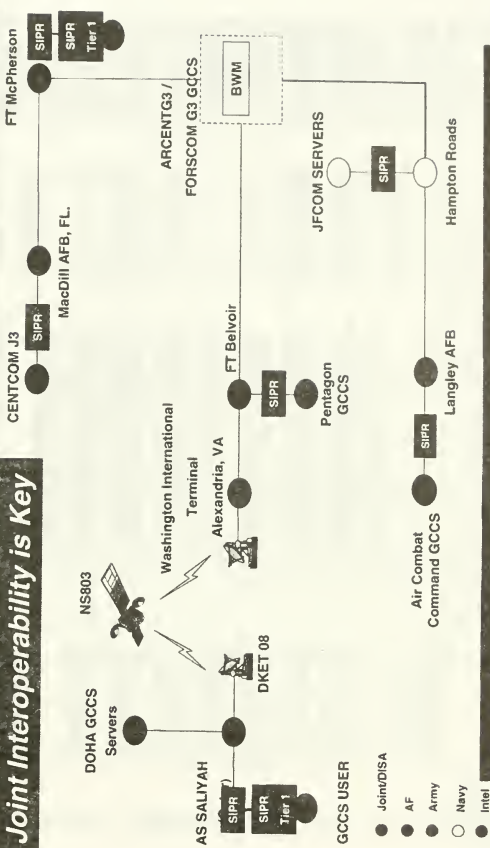 Joint Interoperability is Key
CENTCOM J3
SIPR
MacDill AFB, FL.
FT McPherson
SIPR
SIPR
Tier 1
NS803
DOHA GCCS
Servers
Washington International
Terminal
Alexandria, VA
FT Belvoir
ARCENTG3 /
FORSCOM G3 GCCS
BWM
AS SALIYAH
SIPR
SIPR
Tier 1
GCCS USER
DKET 08
SIPR
Pentagon
GCCS
JFCOM SERVERS
SIPR
Hampton Roads
Air Combat
Command GCCS
SIPR
Langley AFB
Joint/DISA
AF
Army
Navy
Intel